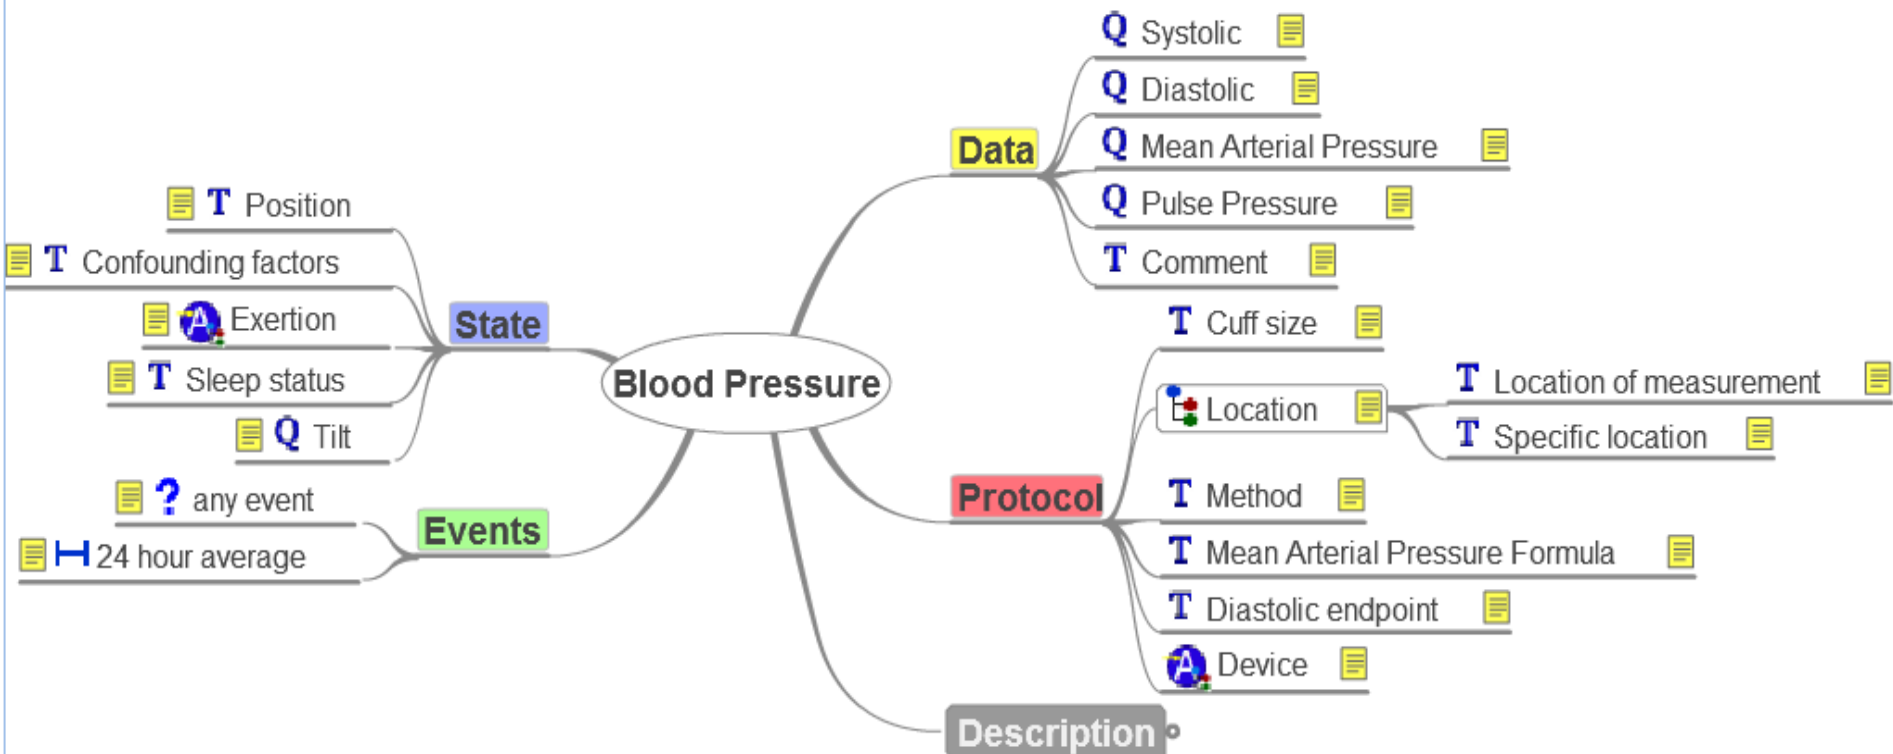 Blood Pressure
Data
Q Systolic
Q Diastolic
Q Mean Arterial Pressure
Q Pulse Pressure
T Comment
State
T Position
T Confounding factors
A Exertion
T Sleep status
Q Tilt
Events
? any event
24 hour average
Protocol
T Cuff size
Location
T Location of measurement
T Specific location
T Method
T Mean Arterial Pressure Formula
T Diastolic endpoint
A Device
Description